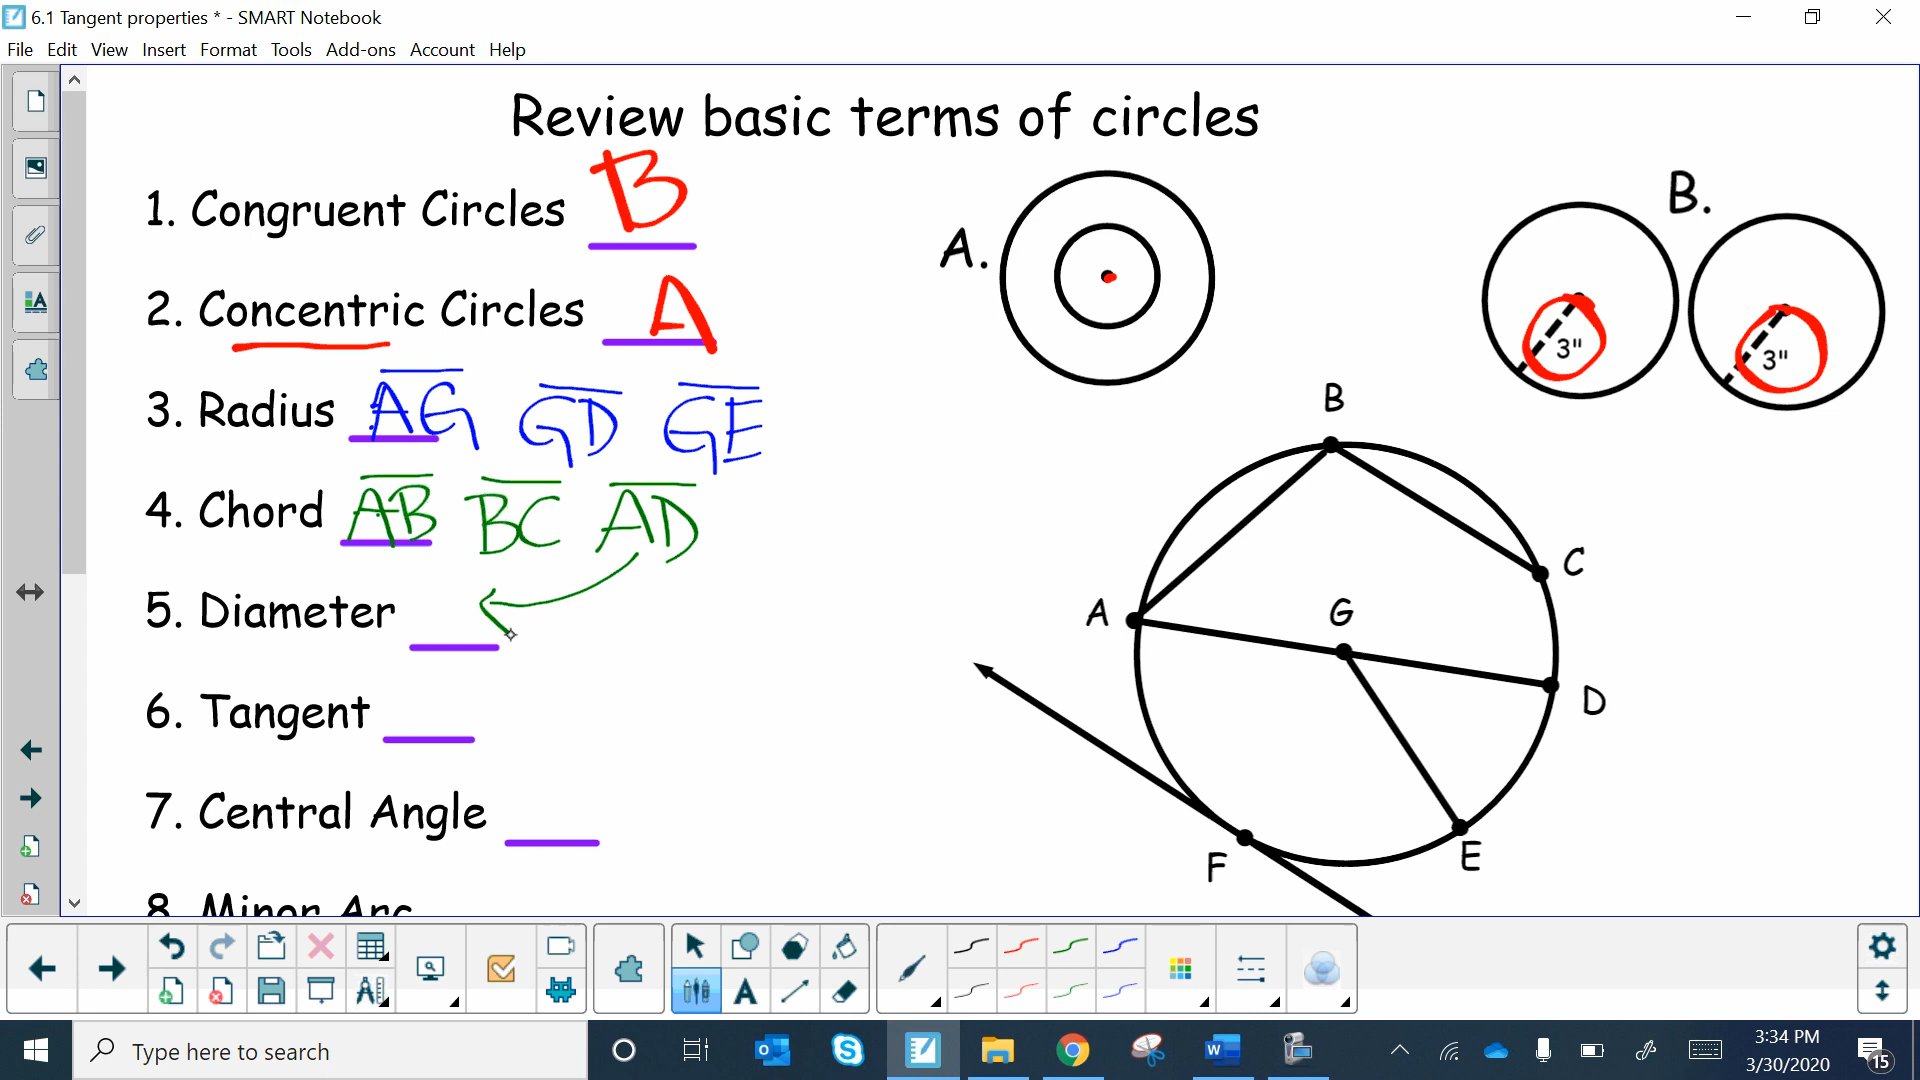 6.1 Tangent properties * - SMART Notebook
File Edit View Insert Format Tools Add-ons Account Help
Review basic terms of circles
1. Congruent Circles B
2. Concentric Circles A
3. Radius AG GD GE
4. Chord AB BC AD
5. Diameter
6. Tangent
7. Central Angle
8. Minor Arc
A.
B.
3"
3"
B
C
A
G
D
F
E
Type here to search
3:34 PM
3/30/2020
15